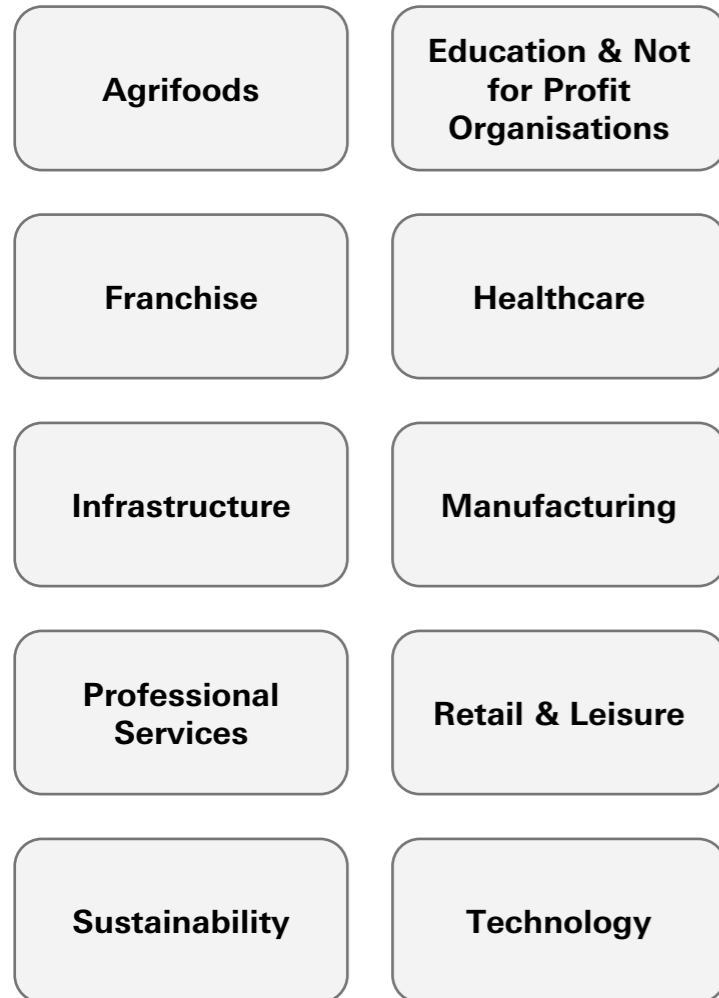 Agrifoods
Education & Not
for Profit
Organisations
Franchise
Healthcare
Infrastructure
Manufacturing
Professional
Services
Retail & Leisure
Sustainability
Technology